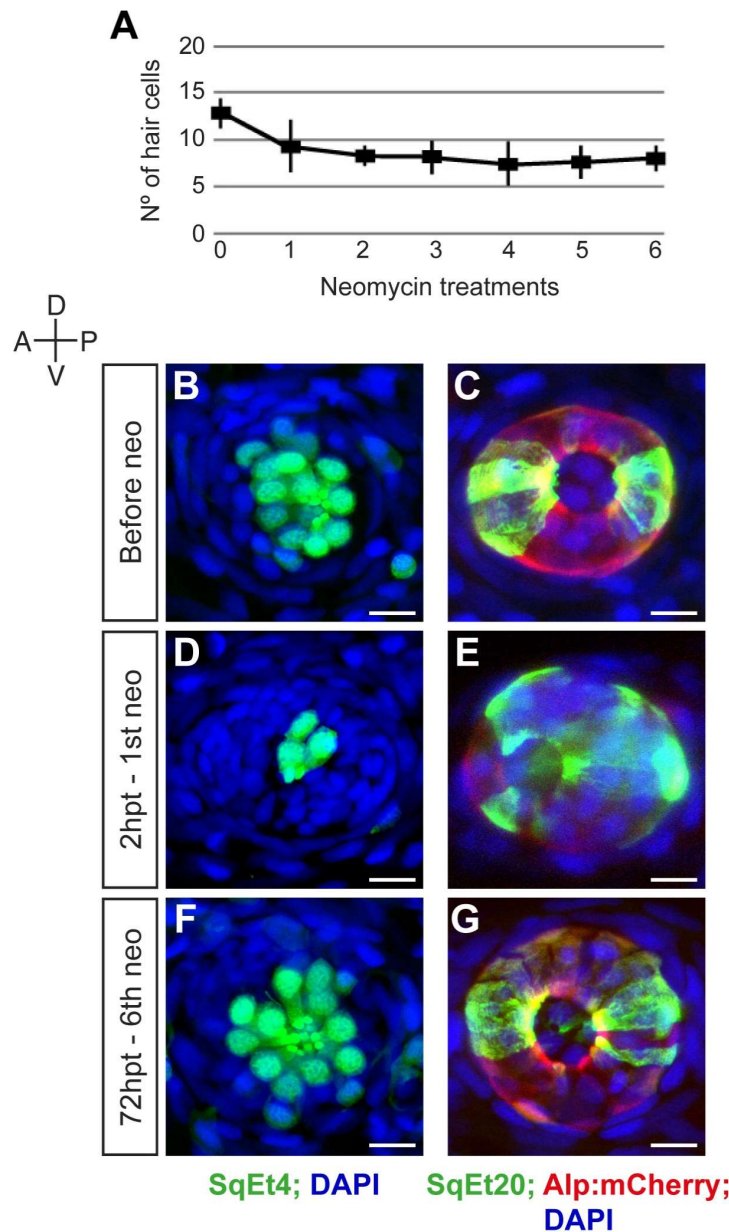 A
Nº of hair cells
20
15
10
5
0
0 1 2 3 4 5 6
Neomycin treatments
D
A P
V
Before neo
B
C
2hpt - 1st neo
D
E
72hpt - 6th neo
F
G
SqEt4; DAPI
SqEt20; Alp:mCherry;
DAPI